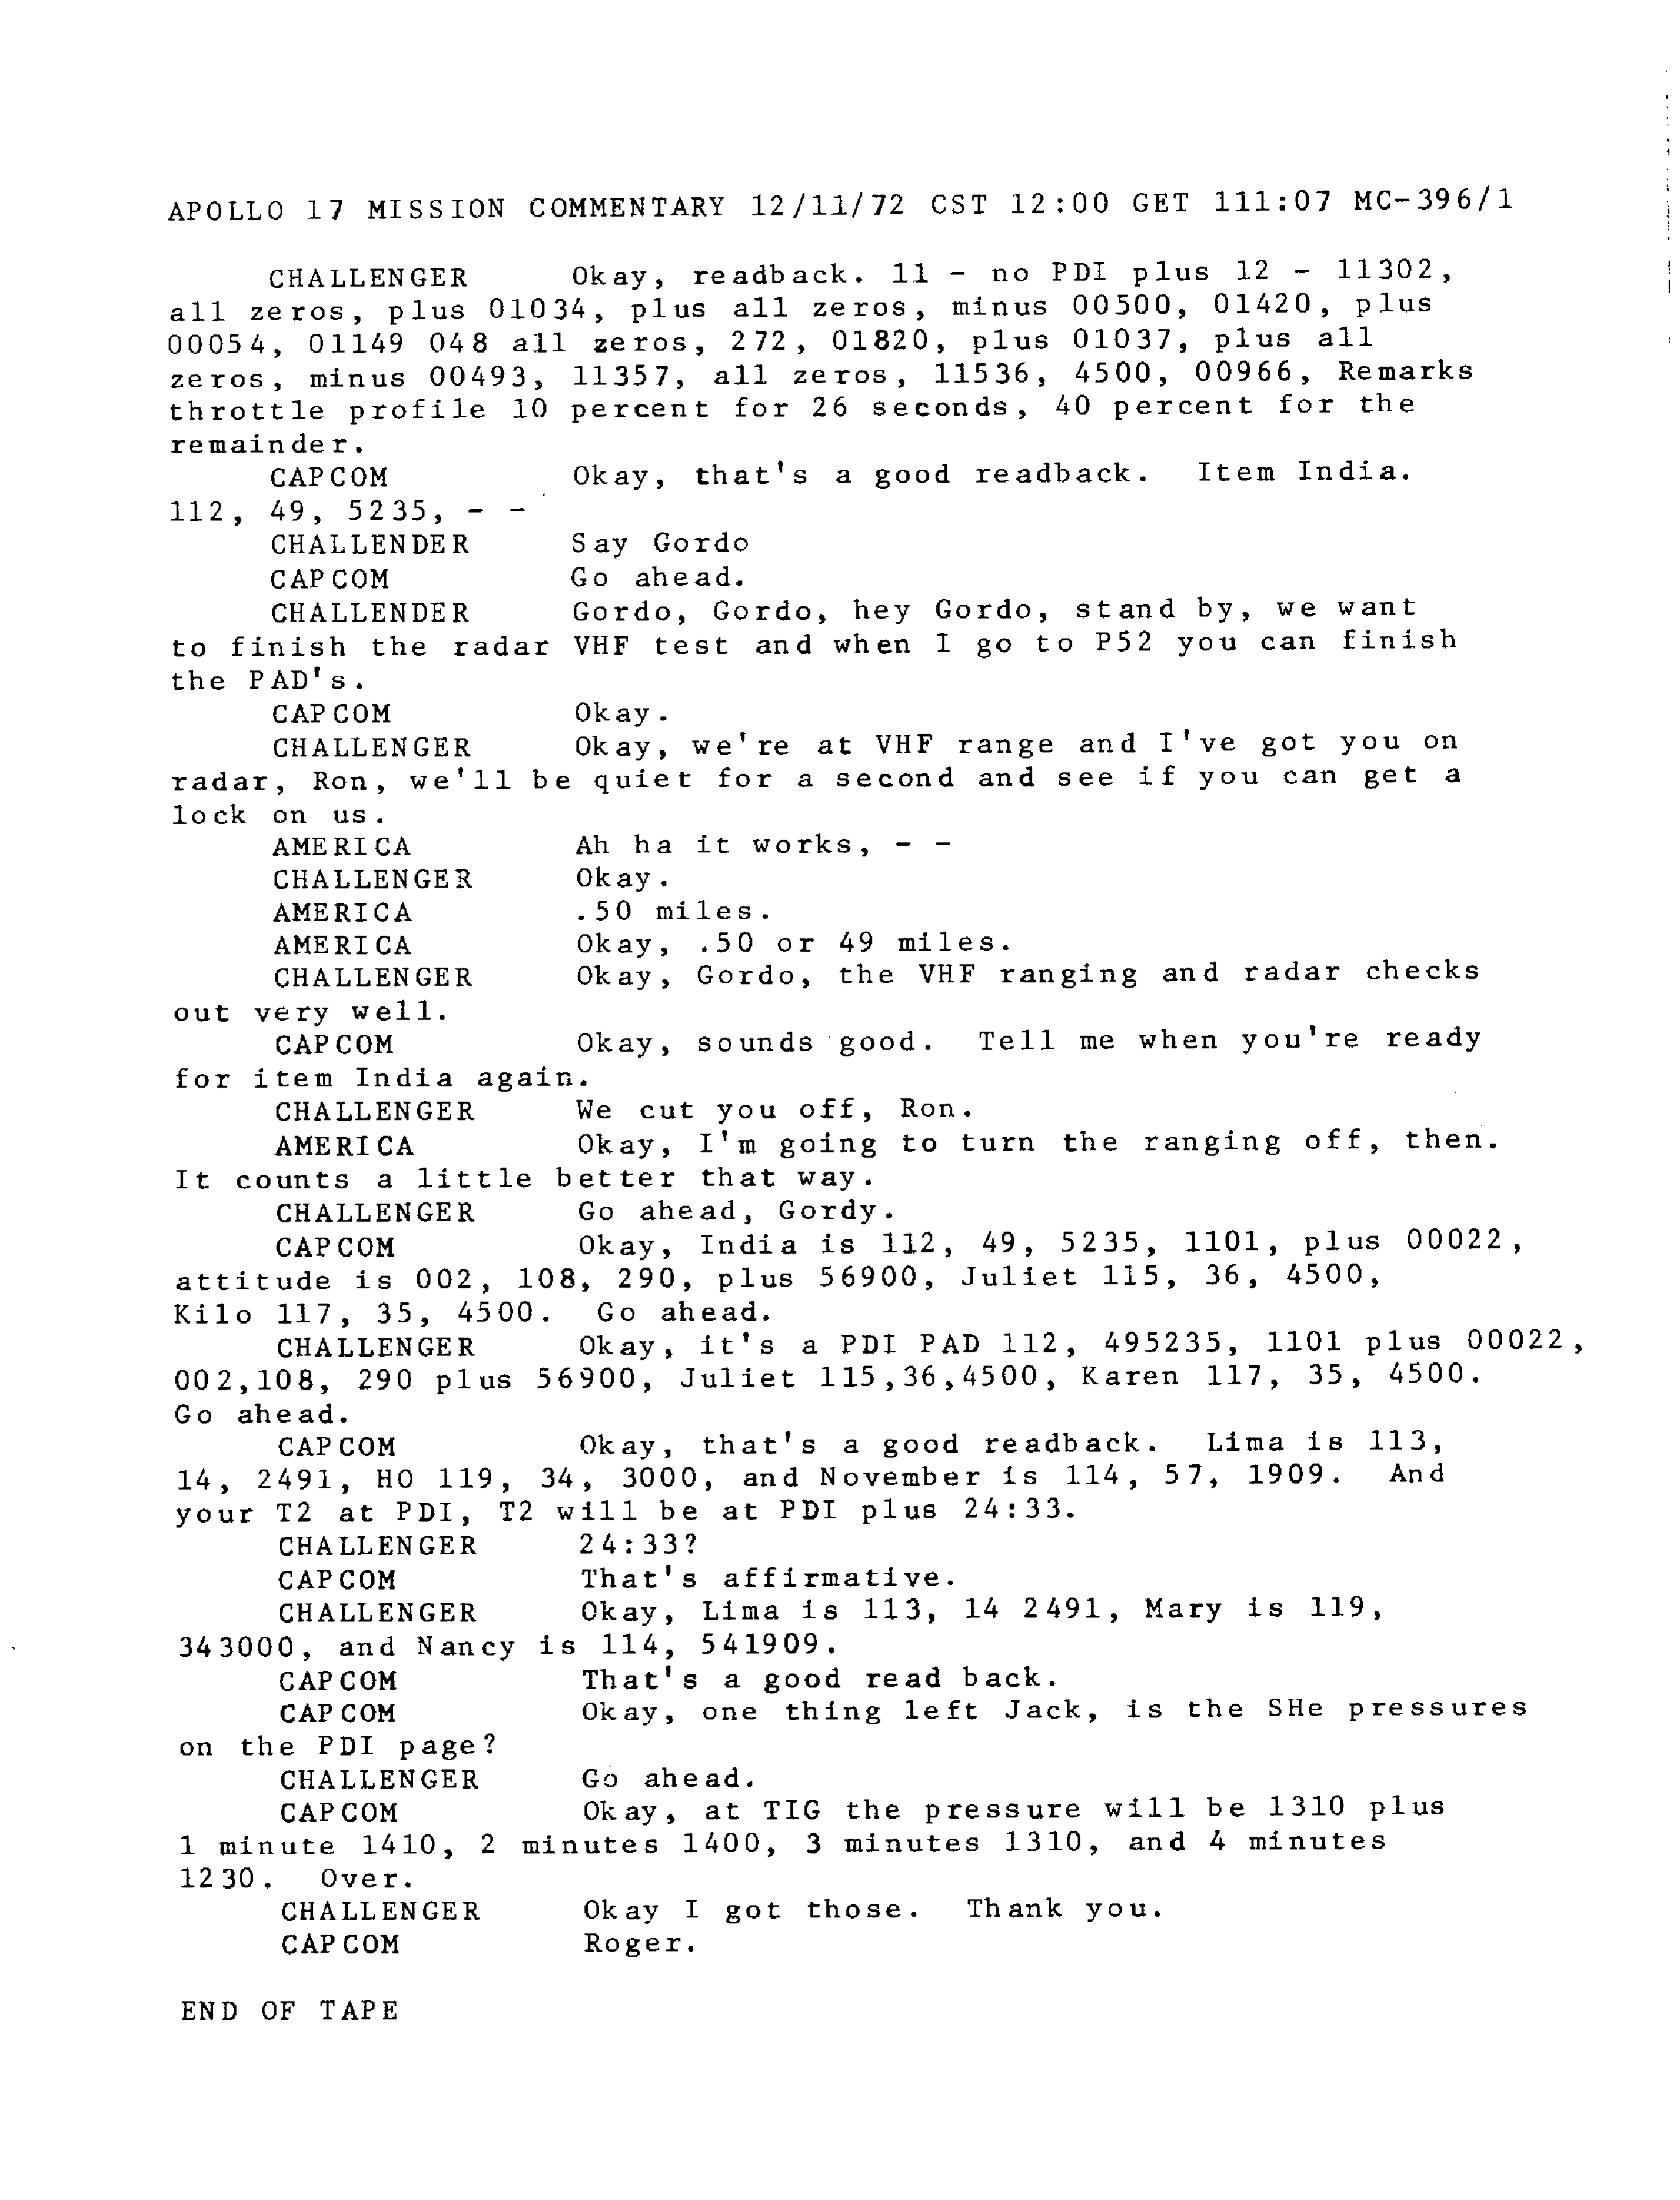 APOLLO 17 MISSION COMMENTARY 12/11/72 CST 12:00 GET 111:07 MC-396/1
CHALLENGER Okay, readback. 11 - no PDI plus 12 - 11302,
all zeros, plus 01034, plus all zeros, minus 00500, 01420, plus
00054, 01149 048 all zeros, 272, 01820, plus 01037, plus all
zeros, minus 00493, 11357, all zeros, 11536, 4500, 00966, Remarks
throttle profile 10 percent for 26 seconds, 40 percent for the
remainder.
CAPCOM Okay, that's a good readback. Item India.
112, 49, 5235, - -
CHALLENDER Say Gordo
CAPCOM Go ahead.
CHALLENDER Gordo, Gordo, hey Gordo, stand by, we want
to finish the radar VHF test and when I go to P52 you can finish
the PAD's.
CAPCOM Okay.
CHALLENGER Okay, we're at VHF range and I've got you on
radar, Ron, we'll be quiet for a second and see if you can get a
lock on us.
AMERICA Ah ha it works, - -
CHALLENGER Okay.
AMERICA .50 miles.
AMERICA Okay, .50 or 49 miles.
CHALLENGER Okay, Gordo, the VHF ranging and radar checks
out very well.
CAPCOM Okay, sounds good. Tell me when you're ready
for item India again.
CHALLENGER We cut you off, Ron.
AMERICA Okay, I'm going to turn the ranging off, then.
It counts a little better that way.
CHALLENGER Go ahead, Gordy.
CAPCOM Okay, India is 112, 49, 5235, 1101, plus 00022,
attitude is 002, 108, 290, plus 56900, Juliet 115, 36, 4500,
Kilo 117, 35, 4500. Go ahead.
CHALLENGER Okay, it's a PDI PAD 112, 495235, 1101 plus 00022,
002,108, 290 plus 56900, Juliet 115,36,4500, Karen 117, 35, 4500.
Go ahead.
CAPCOM Okay, that's a good readback. Lima is 113,
14, 2491, HO 119, 34, 3000, and November is 114, 57, 1909. And
your T2 at PDI, T2 will be at PDI plus 24:33.
CHALLENGER 24:33?
CAPCOM That's affirmative.
CHALLENGER Okay, Lima is 113, 14 2491, Mary is 119,
343000, and Nancy is 114, 541909.
CAPCOM That's a good read back.
CAPCOM Okay, one thing left Jack, is the SHe pressures
on the PDI page?
CHALLENGER Go ahead.
CAPCOM Okay, at TIG the pressure will be 1310 plus
1 minute 1410, 2 minutes 1400, 3 minutes 1310, and 4 minutes
1230. Over.
CHALLENGER Okay I got those. Thank you.
CAPCOM Roger.
END OF TAPE